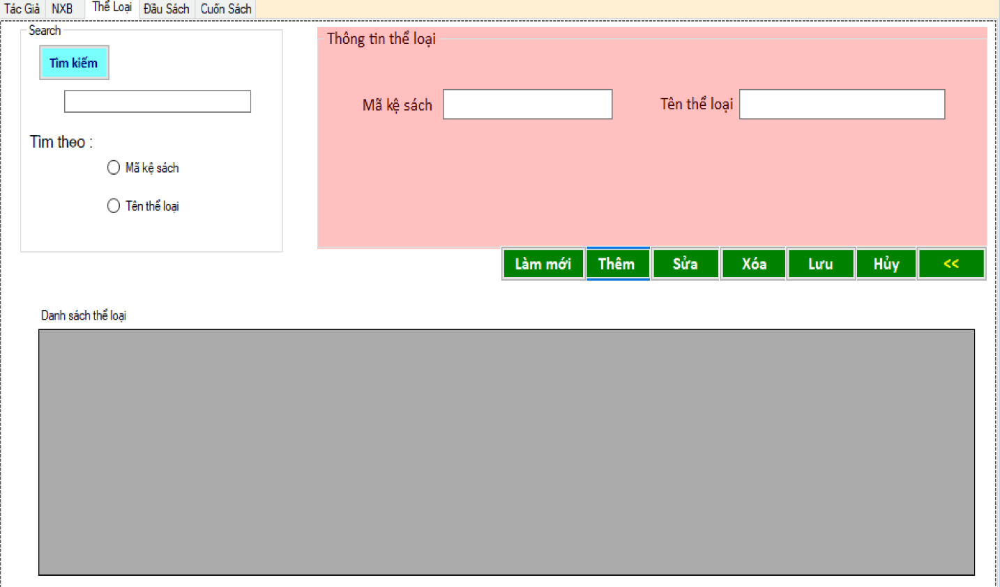 Tác Giả NXB Thể Loại Đầu Sách Cuốn Sách
Search
Tìm kiếm
Tìm theo :
Mã kệ sách
Tên thể loại
Thông tin thể loại
Mã kệ sách Tên thể loại
Làm mới Thêm Sửa Xóa Lưu Hủy <<
Danh sách thể loại